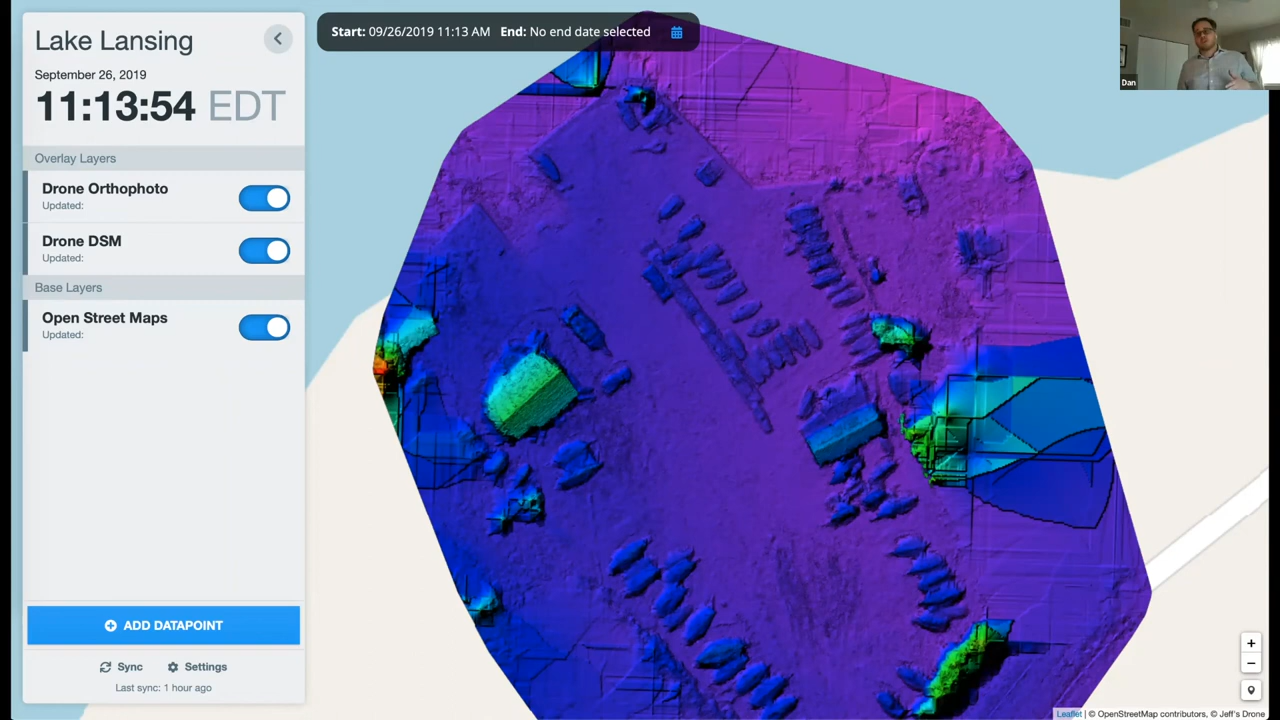 Lake Lansing
September 26, 2019
11:13:54 EDT
Overlay Layers
Drone Orthophoto
Updated:
Drone DSM
Updated:
Base Layers
Open Street Maps
Updated:
ADD DATAPOINT
Sync Settings
Last sync: 1 hour ago
Start: 09/26/2019 11:13 AM End: No end date selected
Dan
+
−
Leaflet | © OpenStreetMap contributors, © Jeff's Drone